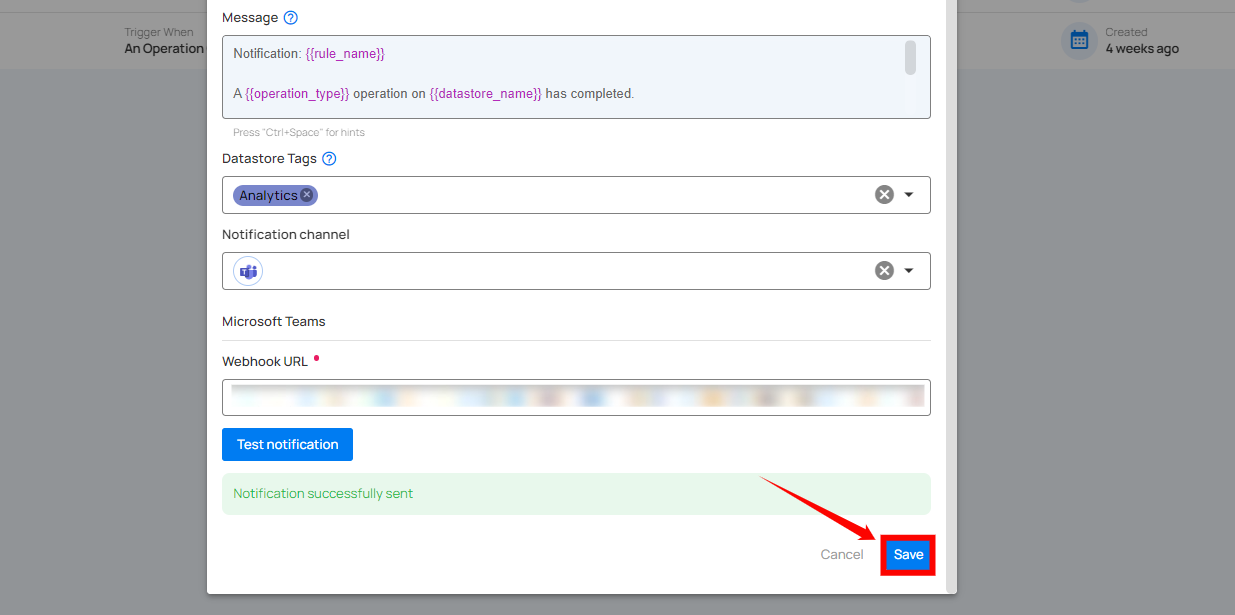 Message
Trigger When
An Operation
Created
4 weeks ago
Notification: {{rule_name}}
A {{operation_type}} operation on {{datastore_name}} has completed.
Press "Ctrl+Space" for hints
Datastore Tags
Analytics
Notification channel
Microsoft Teams
Webhook URL
Test notification
Notification successfully sent
Cancel
Save